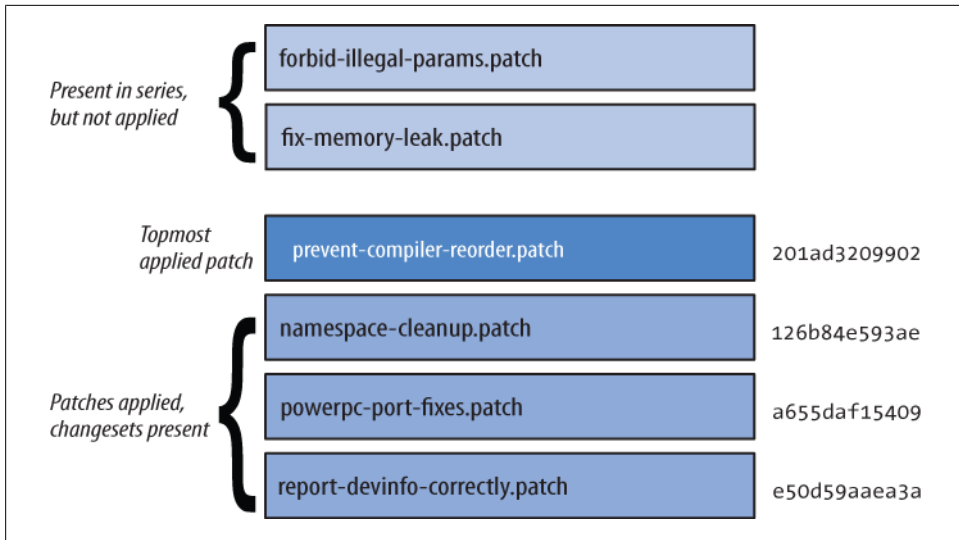 forbid-illegal-params.patch
Present in series,
but not applied
fix-memory-leak.patch
Topmost
applied patch
prevent-compiler-reorder.patch
201ad3209902
namespace-cleanup.patch
126b84e593ae
Patches applied,
changesets present
powerpc-port-fixes.patch
a655daf15409
report-devinfo-correctly.patch
e50d59aaea3a